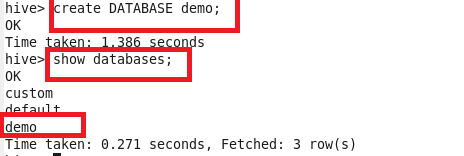 hive> create DATABASE demo;
OK
Time taken: 1.386 seconds
hive> show databases;
OK
custom
default
demo
Time taken: 0.271 seconds, Fetched: 3 row(s)